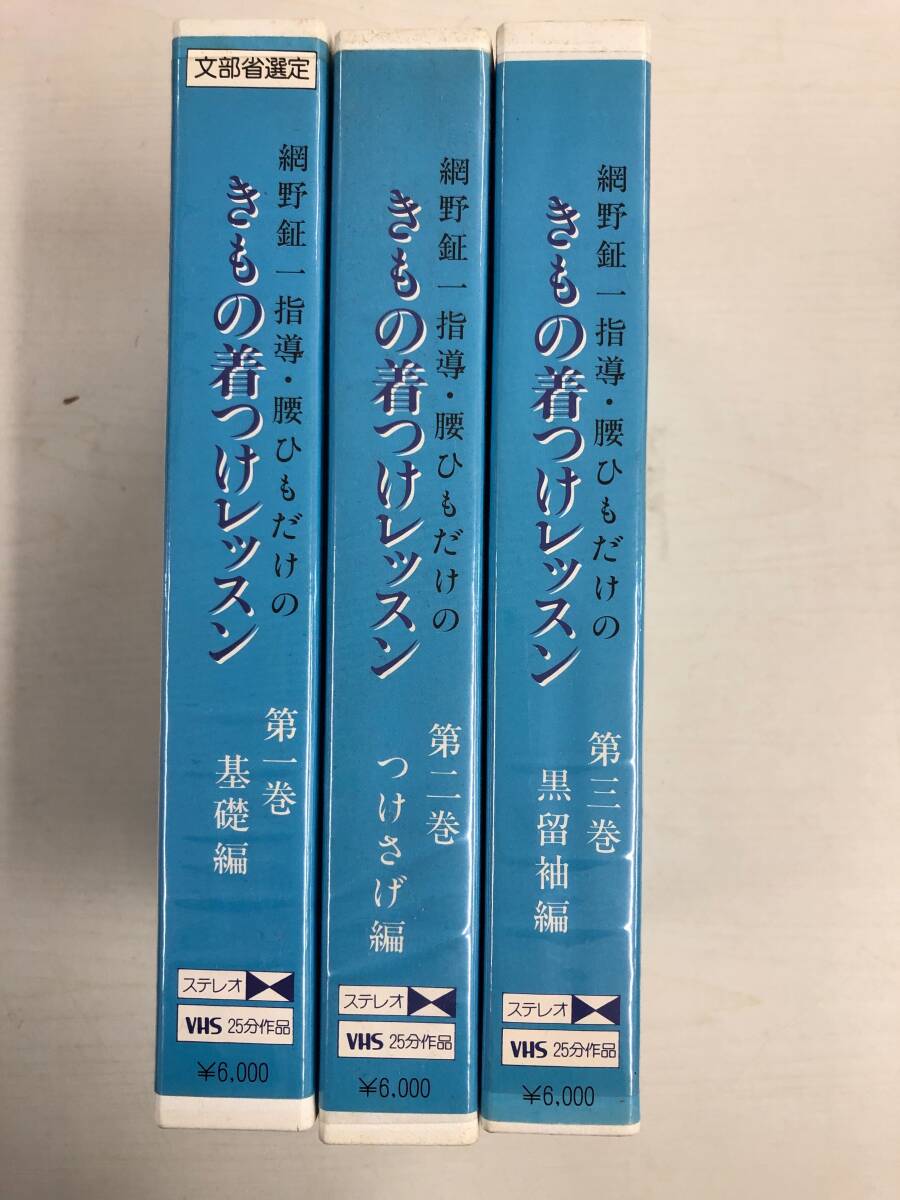 文部省選定
網野鉦一指導・腰ひもだけの
きもの着つけレッスン
第一巻
基礎編
ステレオ
VHS 25分作品
¥6,000
網野鉦一指導・腰ひもだけの
きもの着つけレッスン
第二巻
つけさげ編
ステレオ
VHS 25分作品
¥6,000
網野鉦一指導・腰ひもだけの
きもの着つけレッスン
第三巻
黒留袖編
ステレオ
VHS 25分作品
¥6,000